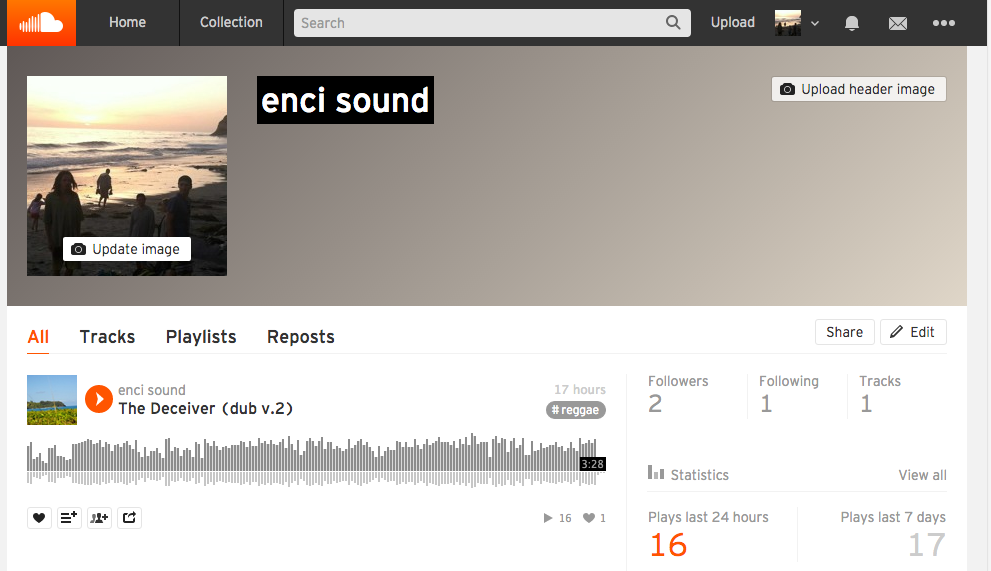 Home
Collection
Search
Upload
enci sound
Upload header image
Update image
All
Tracks
Playlists
Reposts
Share
Edit
enci sound
17 hours
The Deceiver (dub v.2)
# reggae
3:28
16
1
Followers
Following
Tracks
2
1
1
Statistics
View all
Plays last 24 hours
Plays last 7 days
16
17